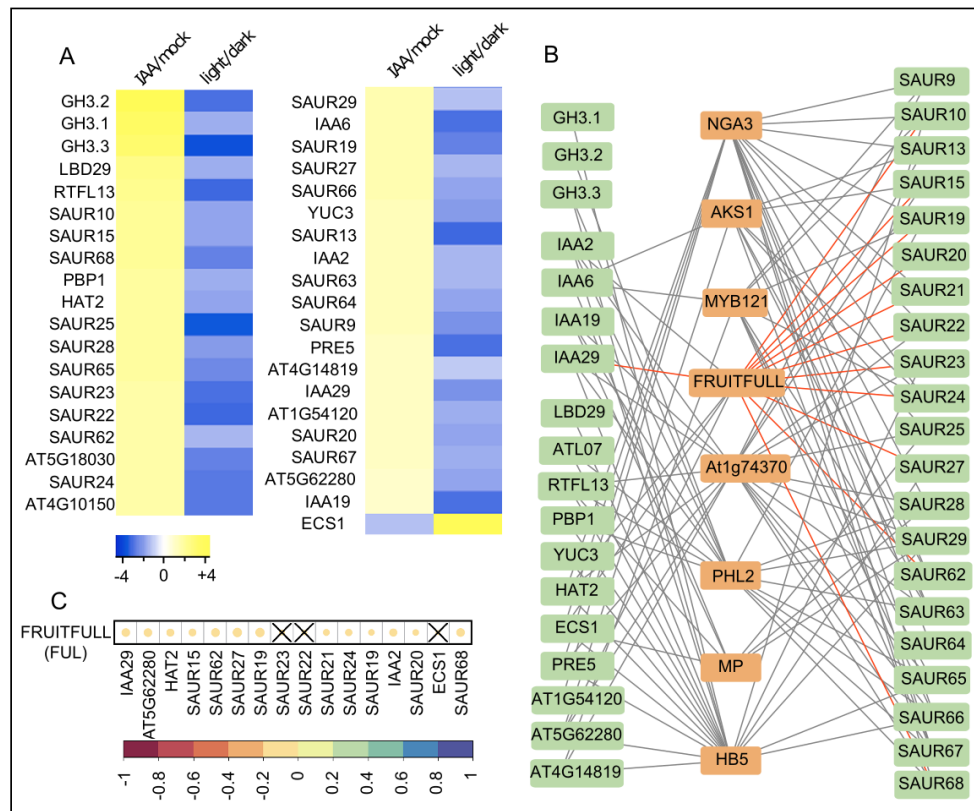 A
IAA/mock
light/dark
GH3.2
GH3.1
GH3.3
LBD29
RTFL13
SAUR10
SAUR15
SAUR68
PBP1
HAT2
SAUR25
SAUR28
SAUR65
SAUR23
SAUR22
SAUR62
AT5G18030
SAUR24
AT4G10150
-4 0 +4
IAA/mock
light/dark
SAUR29
IAA6
SAUR19
SAUR27
SAUR66
YUC3
SAUR13
IAA2
SAUR63
SAUR64
SAUR9
PRE5
AT4G14819
IAA29
AT1G54120
SAUR20
SAUR67
AT5G62280
IAA19
ECS1
B
GH3.1
GH3.2
GH3.3
IAA2
IAA6
IAA19
IAA29
LBD29
ATL07
RTFL13
PBP1
YUC3
HAT2
ECS1
PRE5
AT1G54120
AT5G62280
AT4G14819
NGA3
AKS1
MYB121
FRUITFULL
At1g74370
PHL2
MP
HB5
SAUR9
SAUR10
SAUR13
SAUR15
SAUR19
SAUR20
SAUR21
SAUR22
SAUR23
SAUR24
SAUR25
SAUR27
SAUR28
SAUR29
SAUR62
SAUR63
SAUR64
SAUR65
SAUR66
SAUR67
SAUR68
C
FRUITFULL
(FUL)
IAA29
AT5G62280
HAT2
SAUR15
SAUR62
SAUR27
SAUR19
SAUR23
SAUR22
SAUR21
SAUR24
SAUR19
IAA2
SAUR20
ECS1
SAUR68
-1 -0.8 -0.6 -0.4 -0.2 0 0.2 0.4 0.6 0.8 1